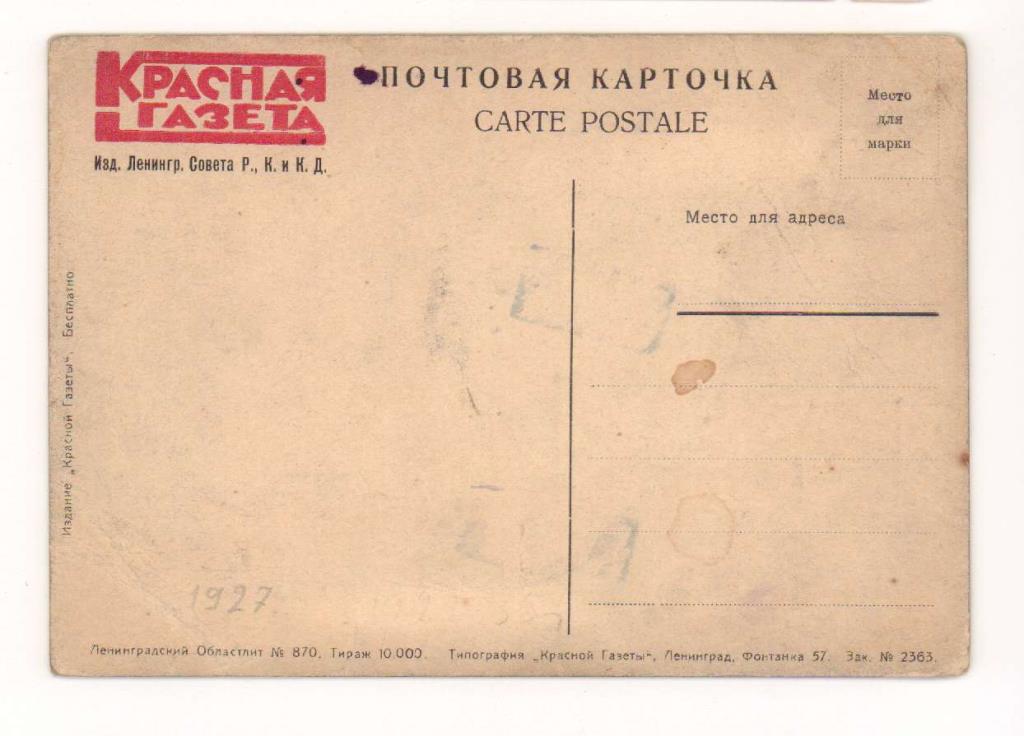 КРАСНАЯ
ГАЗЕТА
Изд. Ленингр. Совета Р., К. и К. Д.
ПОЧТОВАЯ КАРТОЧКА
CARTE POSTALE
Место
для
марки
Место для адреса
Издание „Красной Газеты“. Бесплатно
1927
Ленинградский Областлит № 870. Тираж 10.000. Типография „Красной Газеты“, Ленинград, Фонтанка 57. Зак. № 2363.